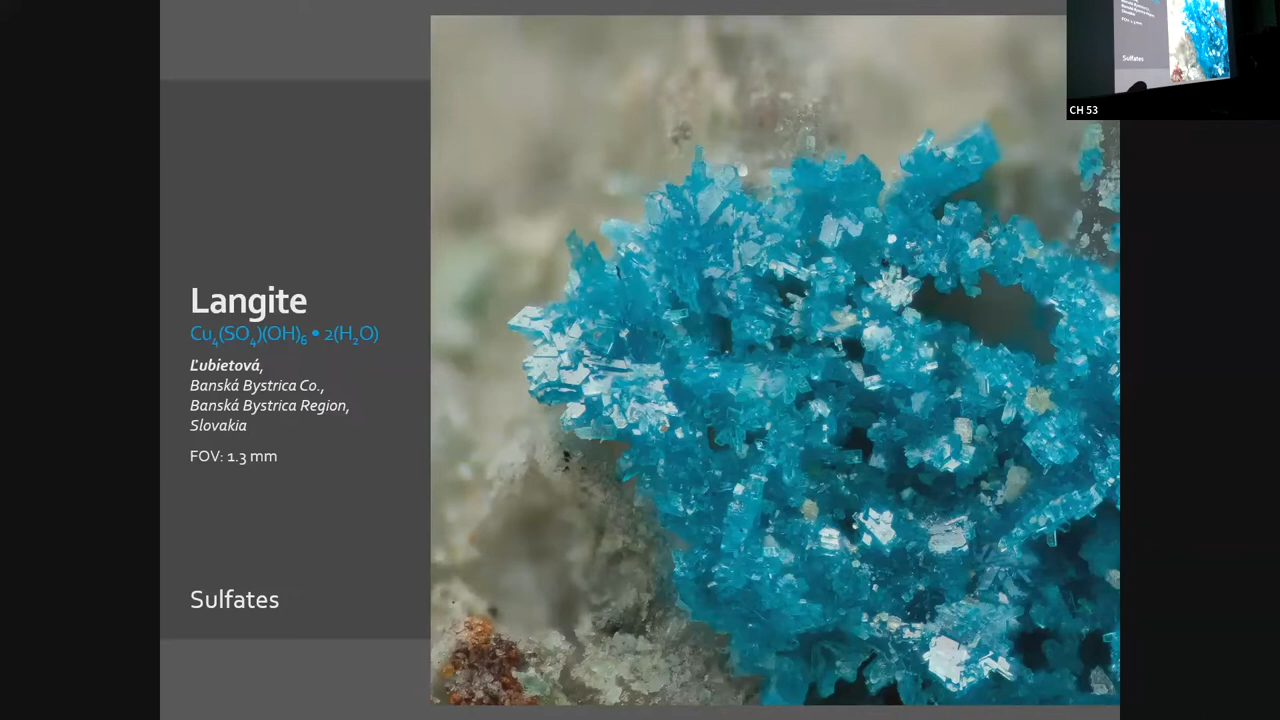 Langite
Cu₄(SO₄)(OH)₆ • 2(H₂O)
Ľubietová,
Banská Bystrica Co.,
Banská Bystrica Region,
Slovakia
FOV: 1.3 mm
Sulfates
Sulfates
CH 53